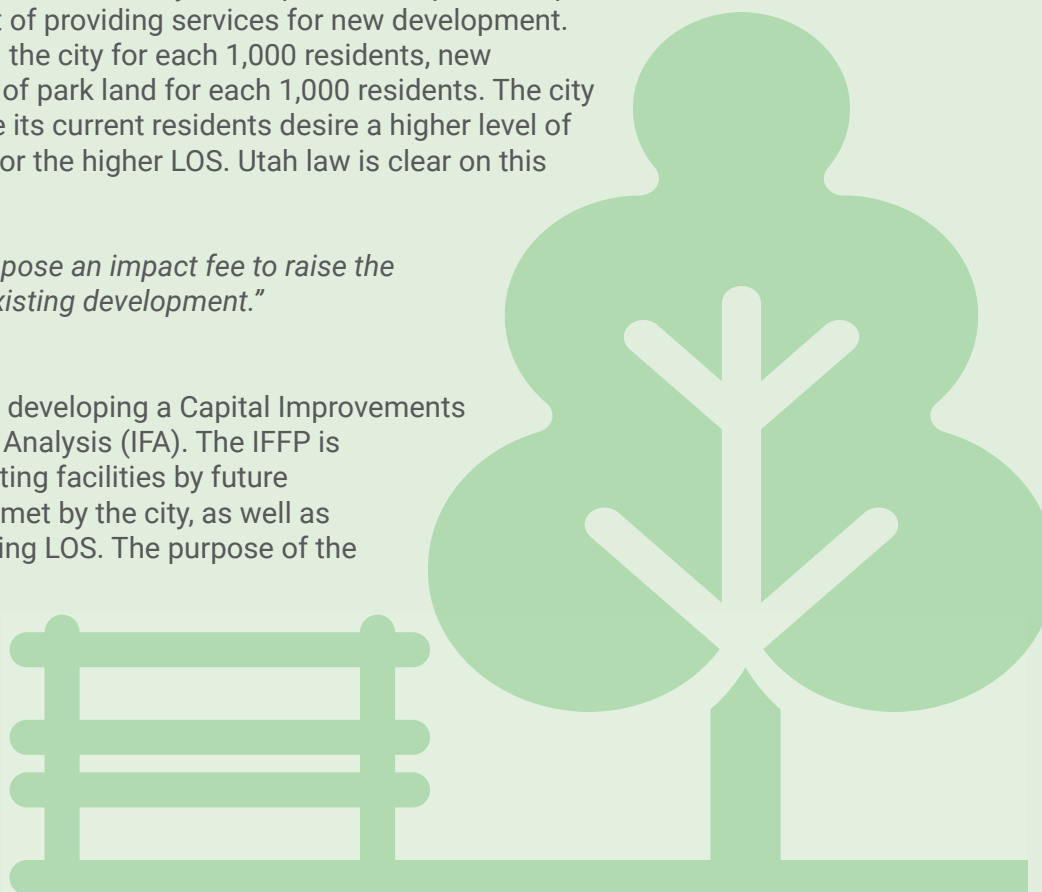 of providing services for new development.
the city for each 1,000 residents, new
of park land for each 1,000 residents. The city
its current residents desire a higher level of
or the higher LOS. Utah law is clear on this
pose an impact fee to raise the
xisting development.”
developing a Capital Improvements
Analysis (IFA). The IFFP is
ting facilities by future
met by the city, as well as
ing LOS. The purpose of the